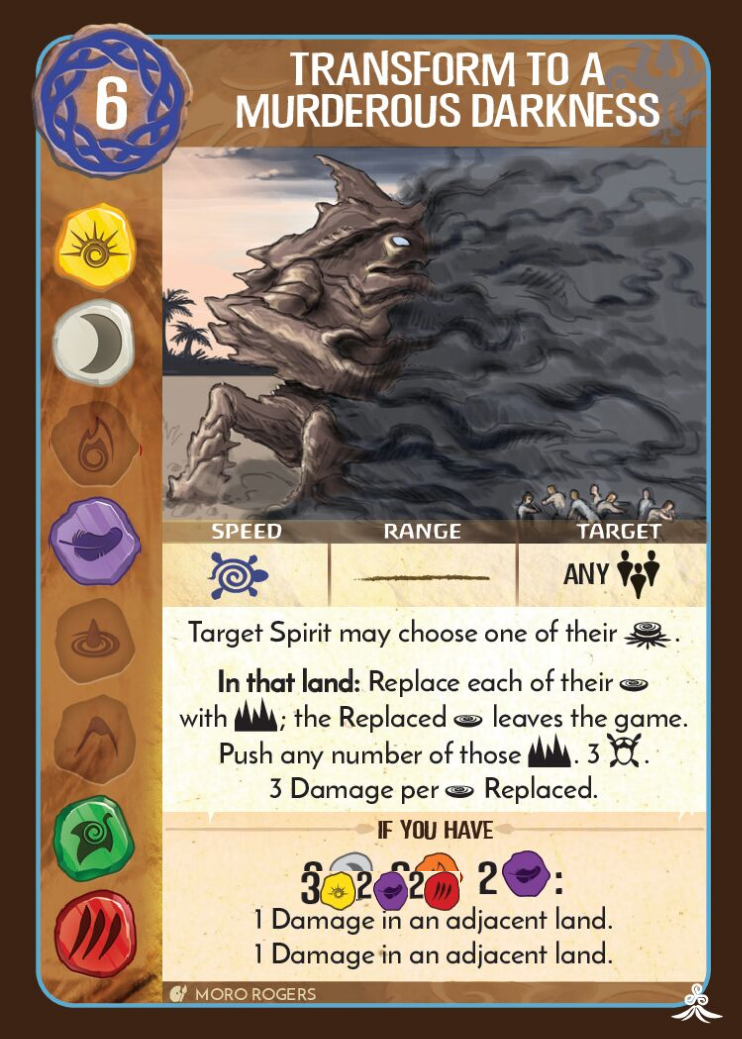 6
TRANSFORM TO A
MURDEROUS DARKNESS
SPEED RANGE TARGET
ANY
Target Spirit may choose one of their .
In that land: Replace each of their
with ; the Replaced leaves the game.
Push any number of those . 3 .
3 Damage per Replaced.
IF YOU HAVE
3 2 2 2 :
1 Damage in an adjacent land.
1 Damage in an adjacent land.
MORO ROGERS